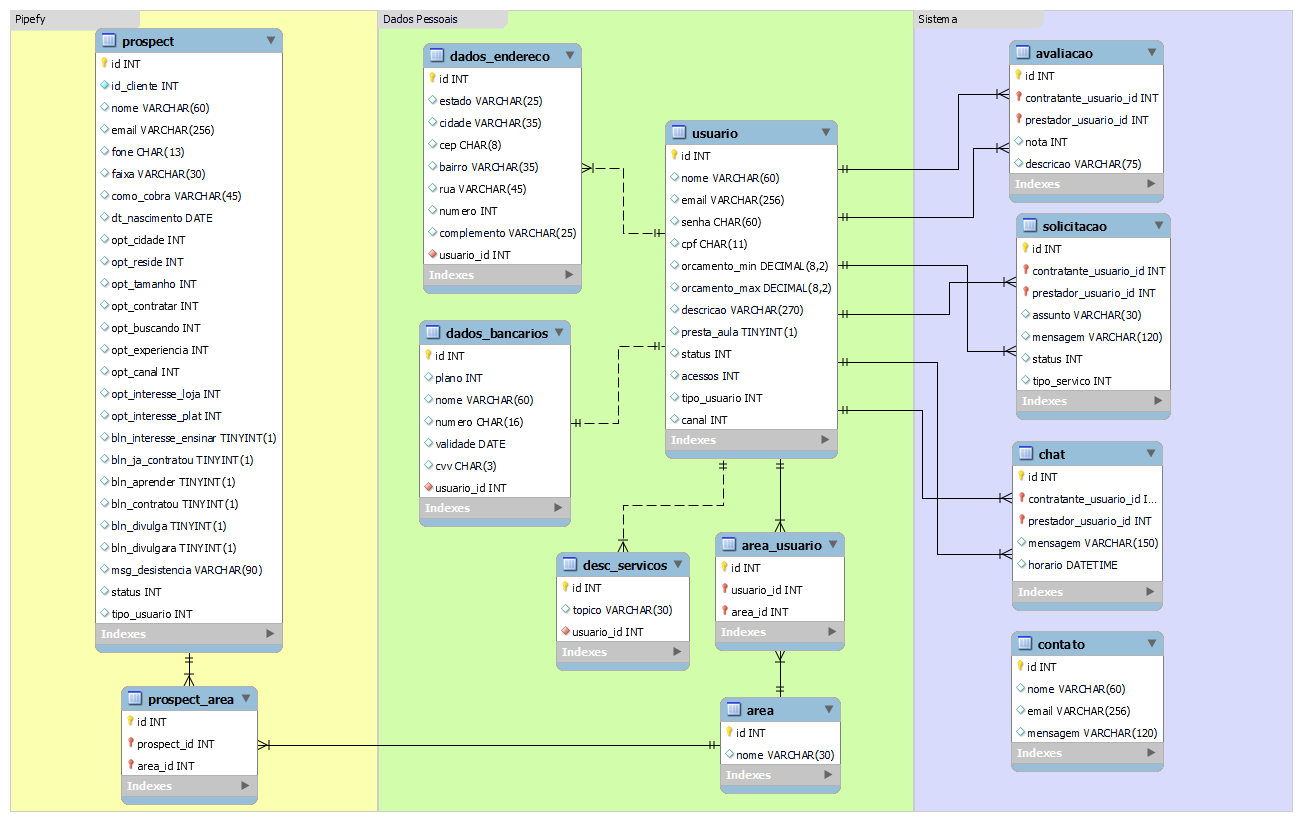 Pipefy
prospect
id INT
id_cliente INT
nome VARCHAR(60)
email VARCHAR(256)
fone CHAR(13)
faixa VARCHAR(30)
como_cobra VARCHAR(45)
dt_nascimento DATE
opt_cidade INT
opt_reside INT
opt_tamanho INT
opt_contratar INT
opt_buscando INT
opt_experiencia INT
opt_canal INT
opt_interesse_loja INT
opt_interesse_plat INT
bln_interesse_ensinar TINYINT(1)
bln_ja_contratou TINYINT(1)
bln_aprender TINYINT(1)
bln_contratou TINYINT(1)
bln_divulga TINYINT(1)
bln_divulgara TINYINT(1)
msg_desistencia VARCHAR(90)
status INT
tipo_usuario INT
Indexes
prospect_area
id INT
prospect_id INT
area_id INT
Indexes
Dados Pessoais
dados_endereco
id INT
estado VARCHAR(25)
cidade VARCHAR(35)
cep CHAR(8)
bairro VARCHAR(35)
rua VARCHAR(45)
numero INT
complemento VARCHAR(25)
usuario_id INT
Indexes
dados_bancarios
id INT
plano INT
nome VARCHAR(60)
numero CHAR(16)
validade DATE
cvv CHAR(3)
usuario_id INT
Indexes
usuario
id INT
nome VARCHAR(60)
email VARCHAR(256)
senha CHAR(60)
cpf CHAR(11)
orcamento_min DECIMAL(8,2)
orcamento_max DECIMAL(8,2)
descricao VARCHAR(270)
presta_aula TINYINT(1)
status INT
acessos INT
tipo_usuario INT
canal INT
Indexes
desc_servicos
id INT
topico VARCHAR(30)
usuario_id INT
Indexes
area_usuario
id INT
usuario_id INT
area_id INT
Indexes
area
id INT
nome VARCHAR(30)
Indexes
Sistema
avaliacao
id INT
contratante_usuario_id INT
prestador_usuario_id INT
nota INT
descricao VARCHAR(75)
Indexes
solicitacao
id INT
contratante_usuario_id INT
prestador_usuario_id INT
assunto VARCHAR(30)
mensagem VARCHAR(120)
status INT
tipo_servico INT
Indexes
chat
id INT
contratante_usuario_id I...
prestador_usuario_id INT
mensagem VARCHAR(150)
horario DATETIME
Indexes
contato
id INT
nome VARCHAR(60)
email VARCHAR(256)
mensagem VARCHAR(120)
Indexes